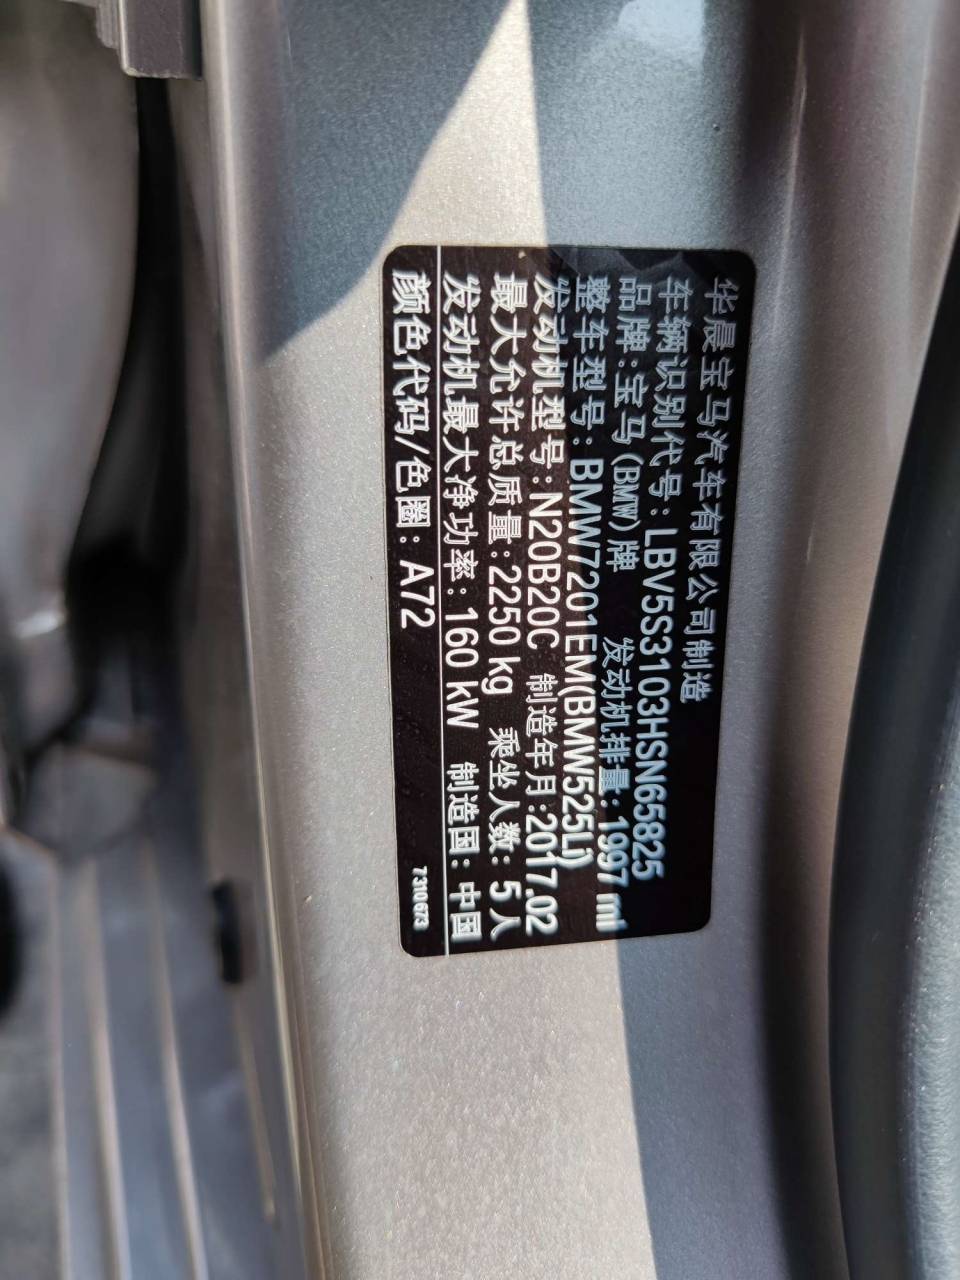 华晨宝马汽车有限公司制造
车辆识别代号:LBV5S3103HSN65825
品牌:宝马(BMW)牌 发动机排量:1997 ml
整车型号:BMW7201EM(BMW525Li)
发动机型号:N20B20C 制造年月:2017.02
最大允许总质量:2250 kg 乘坐人数:5人
发动机最大净功率:160 kW 制造国:中国
颜色代码/色圈:A72
7310673